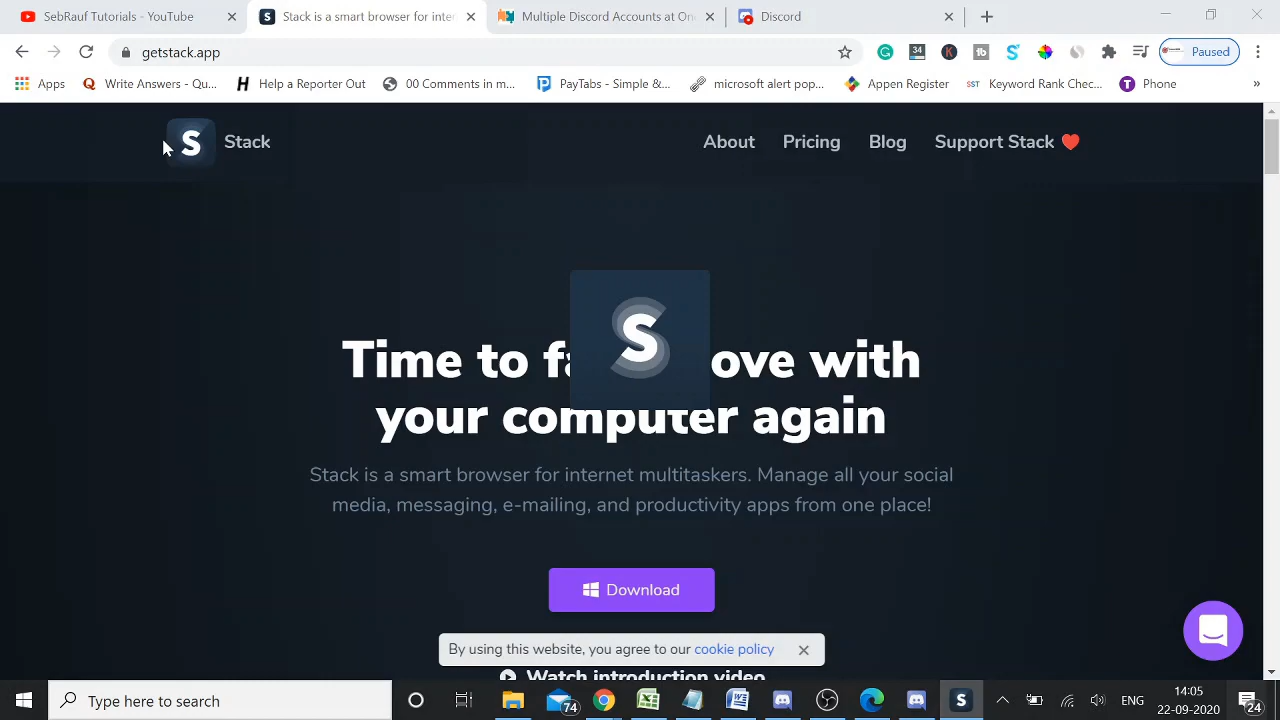 SebRauf Tutorials - YouTube
Stack is a smart browser for inter
Multiple Discord Accounts at On
Discord
getstack.app
34
K
tb
Paused
Apps
Write Answers - Qu...
H Help a Reporter Out
00 Comments in m...
PayTabs - Simple &...
microsoft alert pop...
Appen Register
SST Keyword Rank Chec...
T Phone
»
S Stack
About
Pricing
Blog
Support Stack
S
Time to fa ove with
your computer again
Stack is a smart browser for internet multitaskers. Manage all your social
media, messaging, e-mailing, and productivity apps from one place!
Download
By using this website, you agree to our cookie policy
Watch introduction video
Type here to search
74
S
ENG
14:05
22-09-2020
24